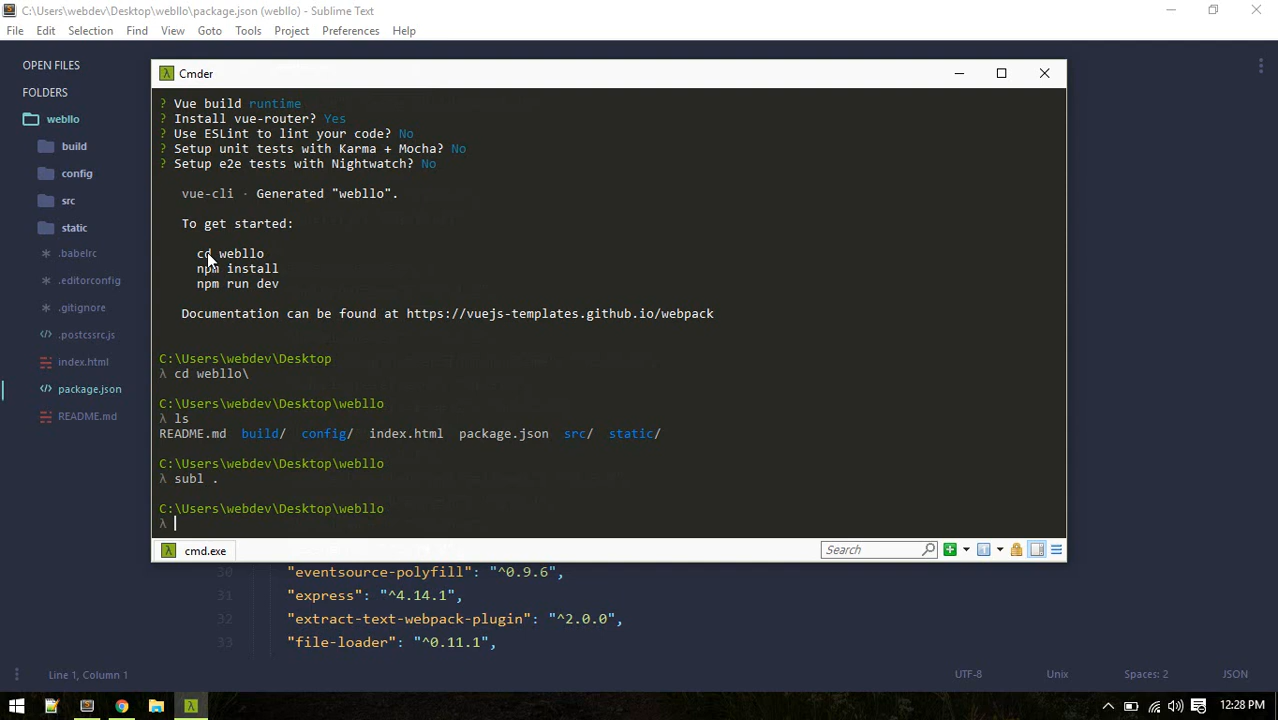 C:\Users\webdev\Desktop\webllo\package.json (webllo) - Sublime Text
File Edit Selection Find View Goto Tools Project Preferences Help
OPEN FILES
FOLDERS
webllo
build
config
src
static
.babelrc
.editorconfig
.gitignore
.postcssrc.js
index.html
package.json
README.md
Cmder
? Vue build runtime
? Install vue-router? Yes
? Use ESLint to lint your code? No
? Setup unit tests with Karma + Mocha? No
? Setup e2e tests with Nightwatch? No
vue-cli · Generated "webllo".
To get started:
cd webllo
npm install
npm run dev
Documentation can be found at https://vuejs-templates.github.io/webpack
C:\Users\webdev\Desktop
λ cd webllo\
C:\Users\webdev\Desktop\webllo
λ ls
README.md build/ config/ index.html package.json src/ static/
C:\Users\webdev\Desktop\webllo
λ subl .
C:\Users\webdev\Desktop\webllo
λ
cmd.exe
Search
30 "eventsource-polyfill": "^0.9.6",
31 "express": "^4.14.1",
32 "extract-text-webpack-plugin": "^2.0.0",
33 "file-loader": "^0.11.1",
Line 1, Column 1
UTF-8
Unix
Spaces: 2
JSON
12:28 PM